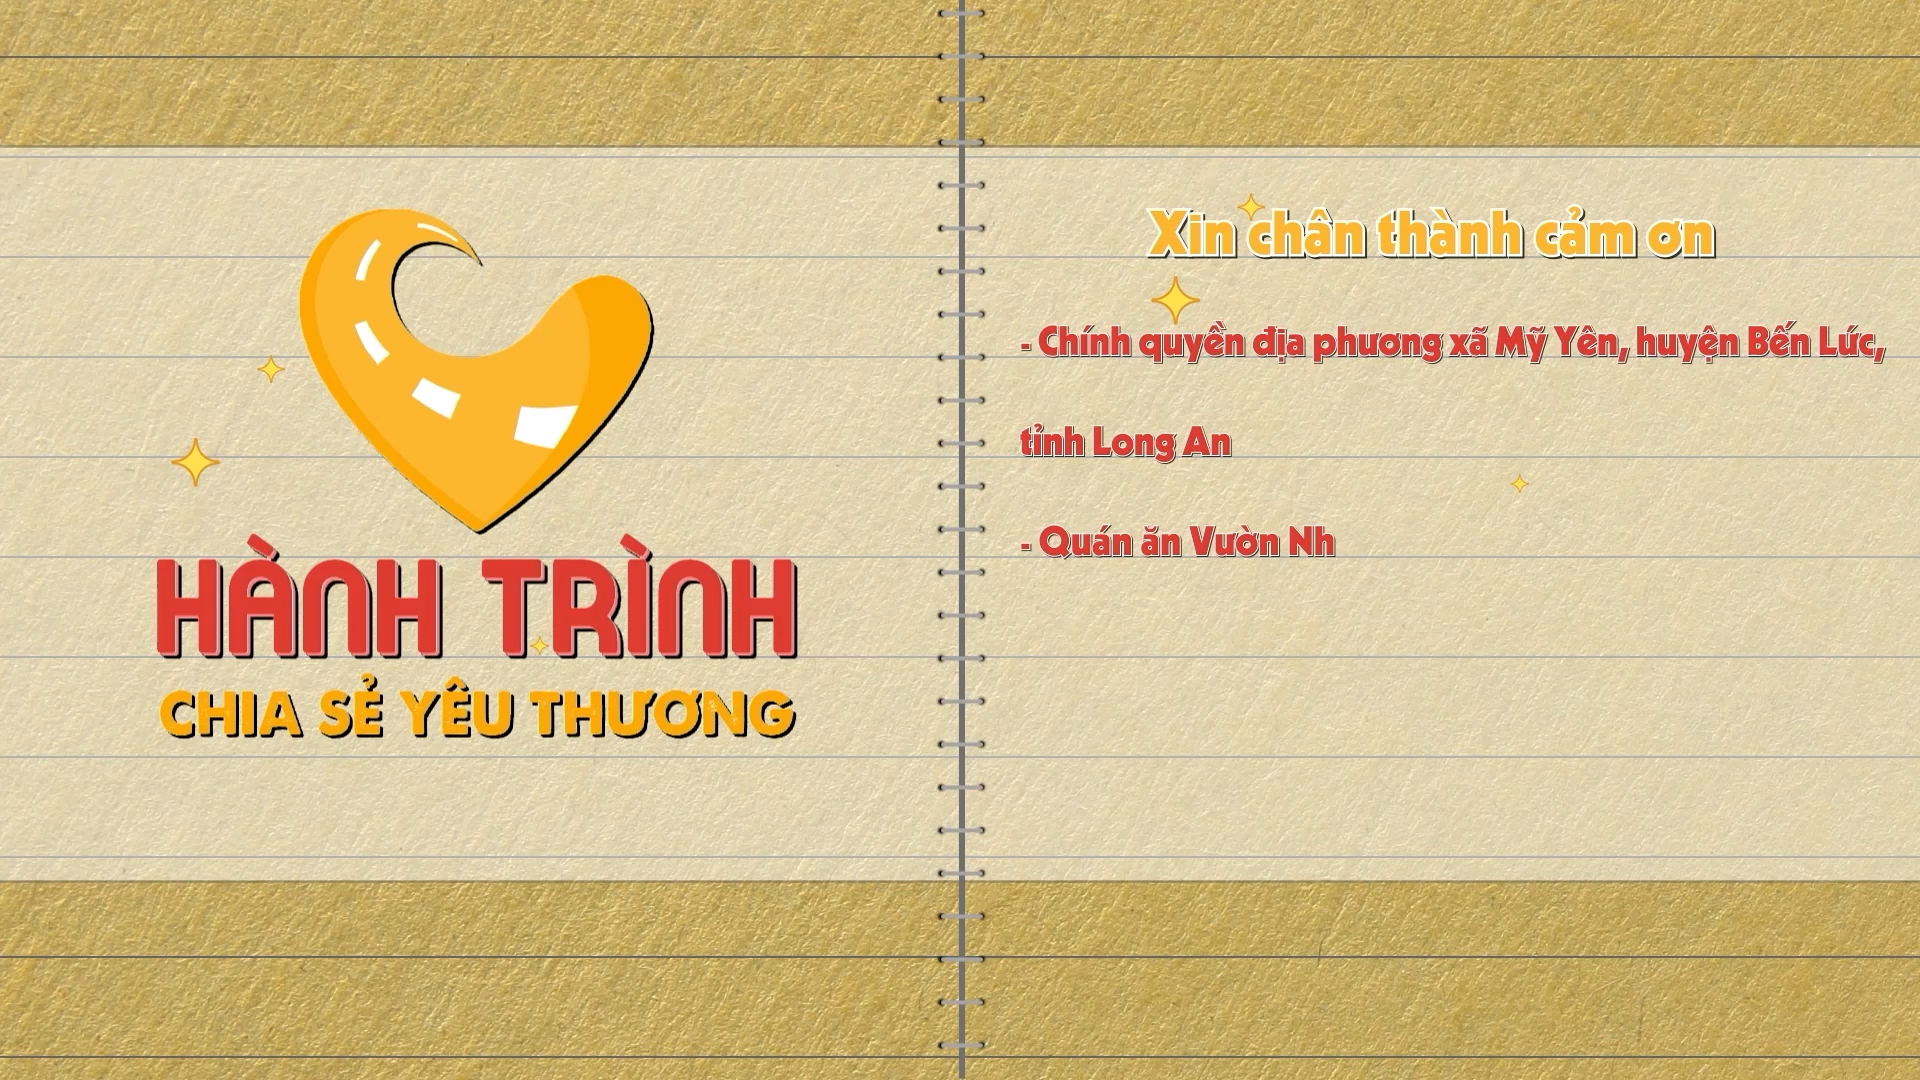 HÀNH TRÌNH
CHIA SẺ YÊU THƯƠNG
Xin chân thành cảm ơn
- Chính quyền địa phương xã Mỹ Yên, huyện Bến Lức,
tỉnh Long An
- Quán ăn Vườn Nh